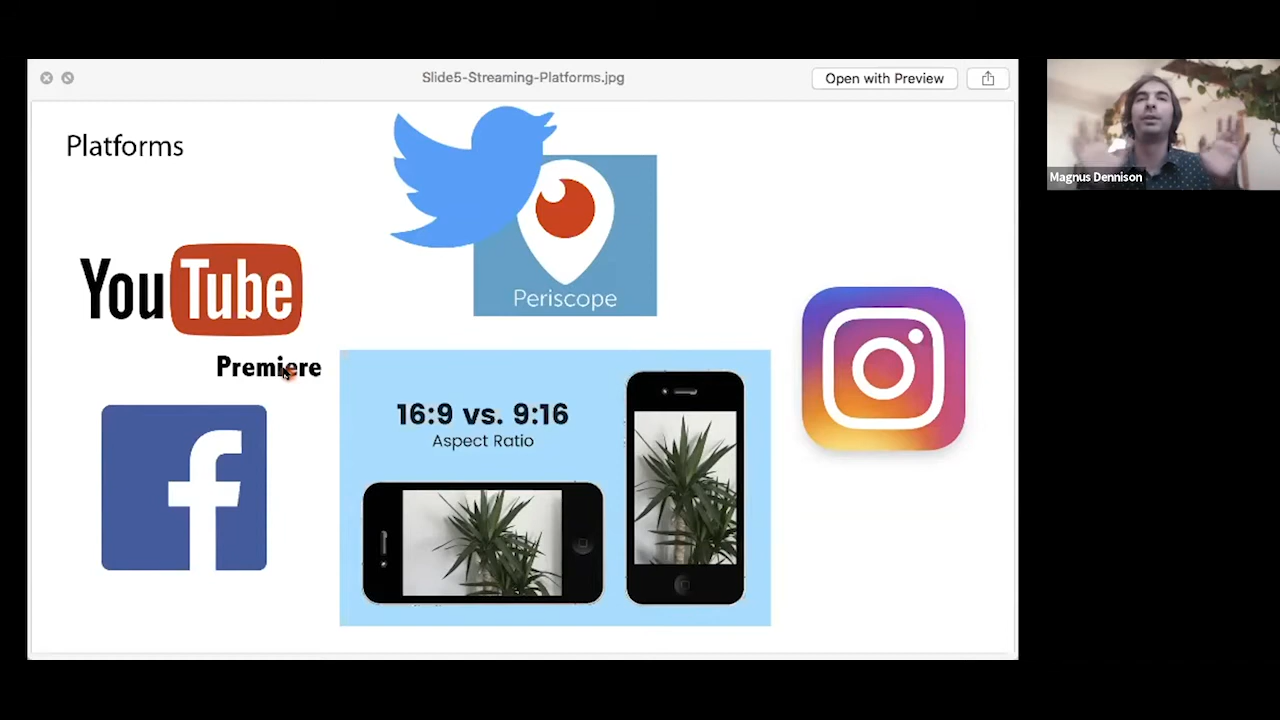 Slide5-Streaming-Platforms.jpg
Open with Preview
Platforms
Magnus Dennison
YouTube
Periscope
Premiere
16:9 vs. 9:16
Aspect Ratio